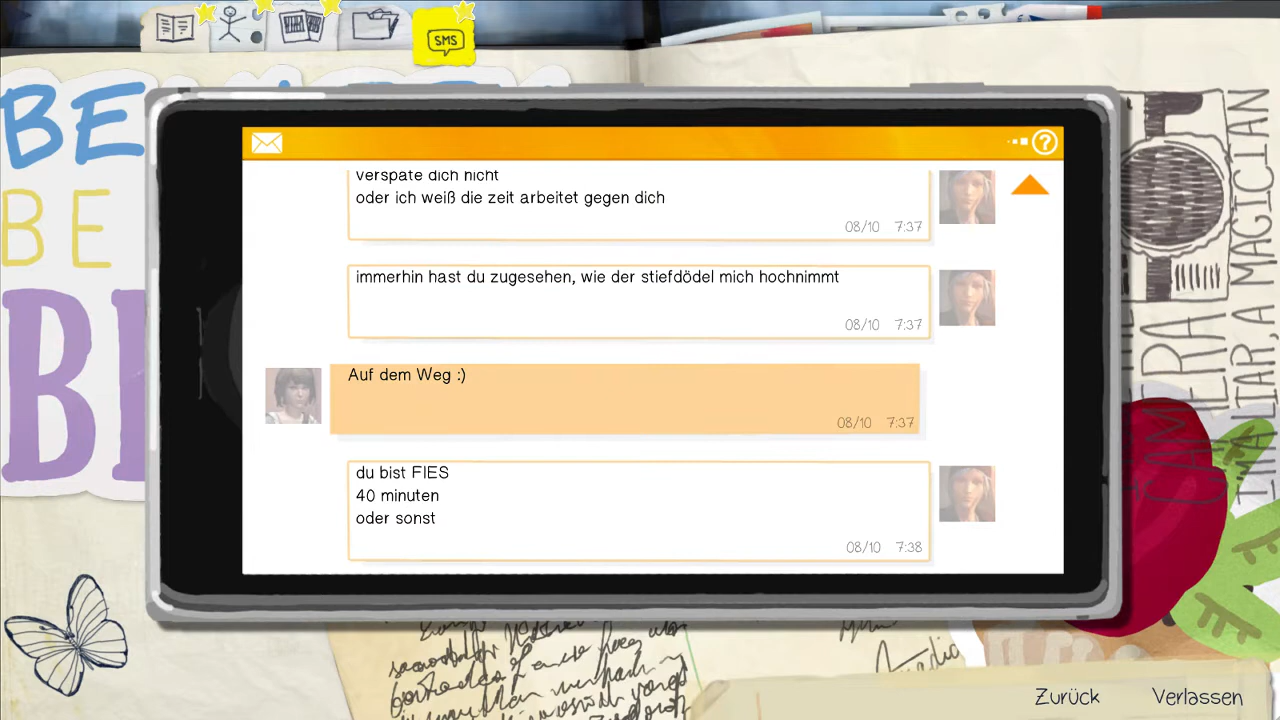 SMS
BE
BE
verspäte dich nicht
oder ich weiß die zeit arbeitet gegen dich
08/10 7:37
immerhin hast du zugesehen, wie der stiefdödel mich hochnimmt
08/10 7:37
Auf dem Weg :)
08/10 7:37
du bist FIES
40 minuten
oder sonst
08/10 7:38
CAMERA
LIAR, A MAGICIAN
Zurück
Verlassen